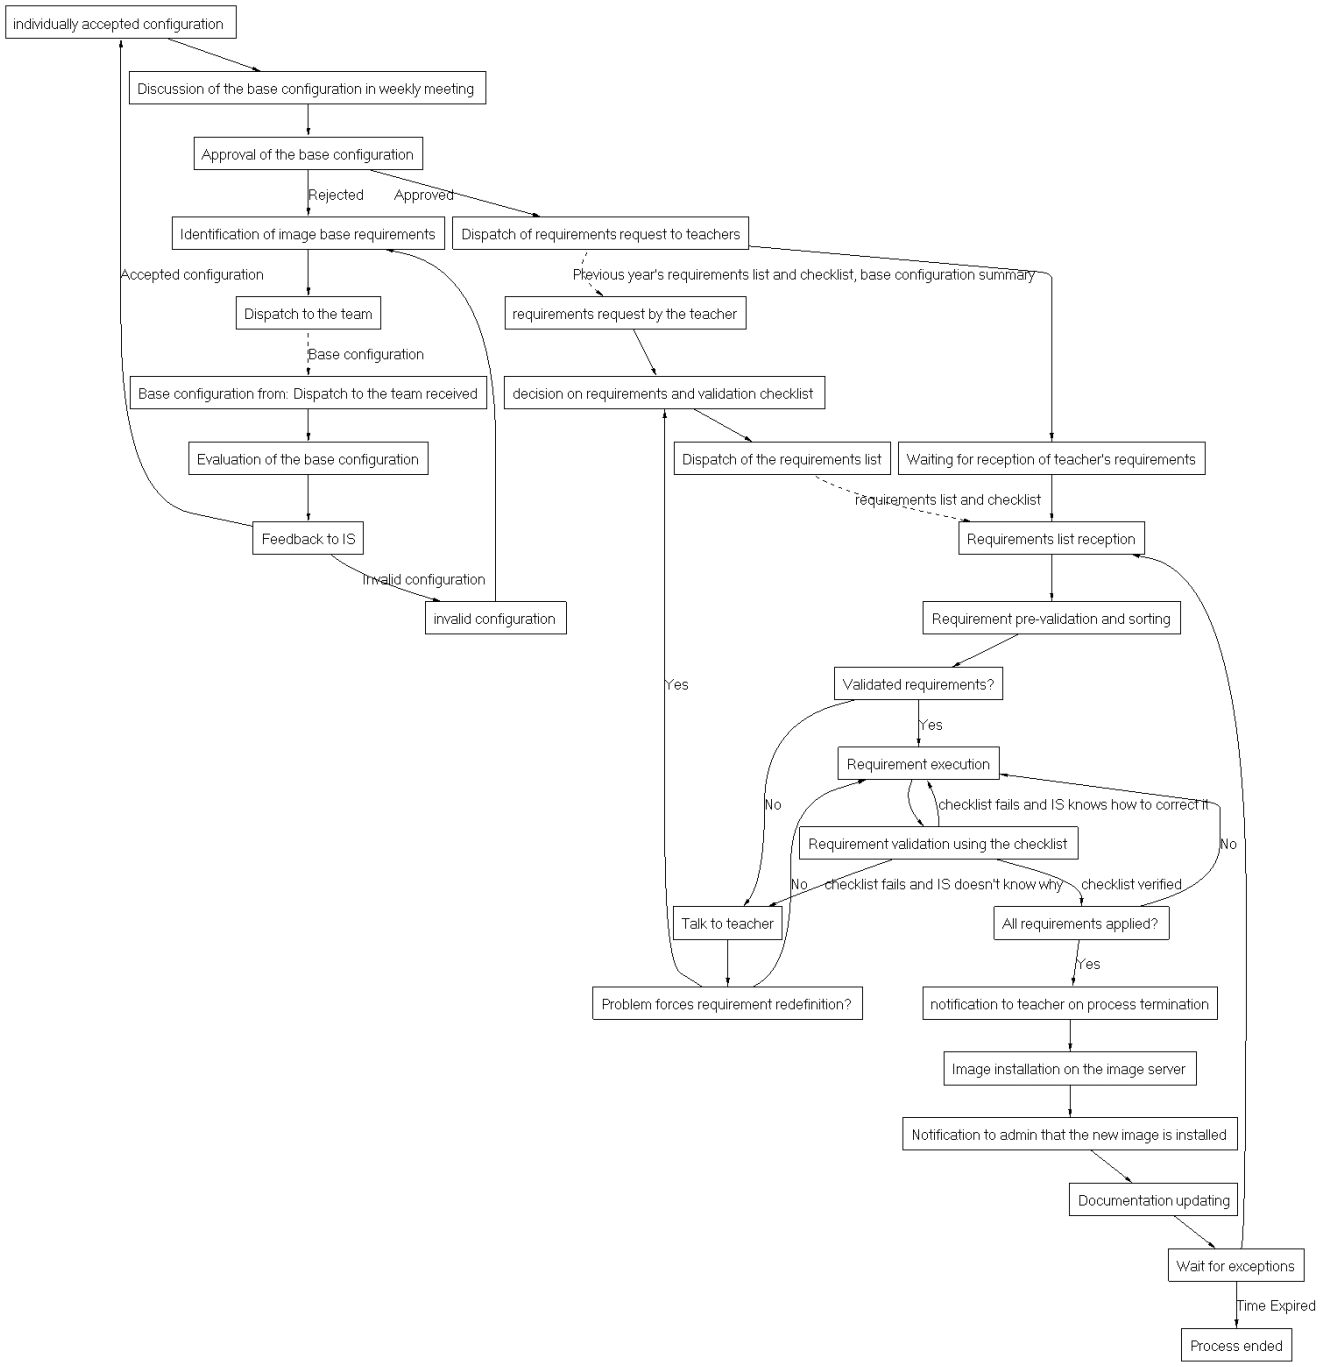 individually accepted configuration
Discussion of the base configuration in weekly meeting
Approval of the base configuration
Rejected
Approved
Identification of image base requirements
Dispatch of requirements request to teachers
Accepted configuration
Previous year's requirements list and checklist, base configuration summary
Dispatch to the team
requirements request by the teacher
Base configuration
Base configuration from: Dispatch to the team received
decision on requirements and validation checklist
Evaluation of the base configuration
Dispatch of the requirements list
Waiting for reception of teacher's requirements
requirements list and checklist
Feedback to IS
Requirements list reception
Invalid configuration
invalid configuration
Requirement pre-validation and sorting
Yes
Validated requirements?
Yes
Requirement execution
No
checklist fails and IS knows how to correct it
Requirement validation using the checklist
No
No
checklist fails and IS doesn't know why
checklist verified
Talk to teacher
All requirements applied?
Yes
Problem forces requirement redefinition?
notification to teacher on process termination
Image installation on the image server
Notification to admin that the new image is installed
Documentation updating
Wait for exceptions
Time Expired
Process ended